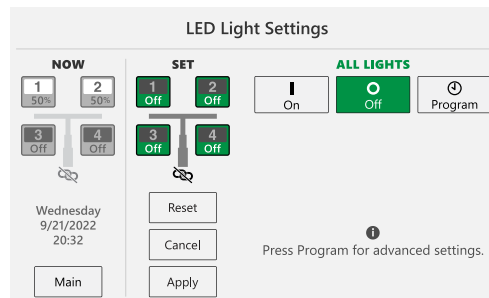 LED Light Settings
NOW
1
50%
2
50%
3
Off
4
Off
Wednesday
9/21/2022
20:32
Main
SET
1
Off
2
Off
3
Off
4
Off
Reset
Cancel
Apply
ALL LIGHTS
On
Off
Program
Press Program for advanced settings.